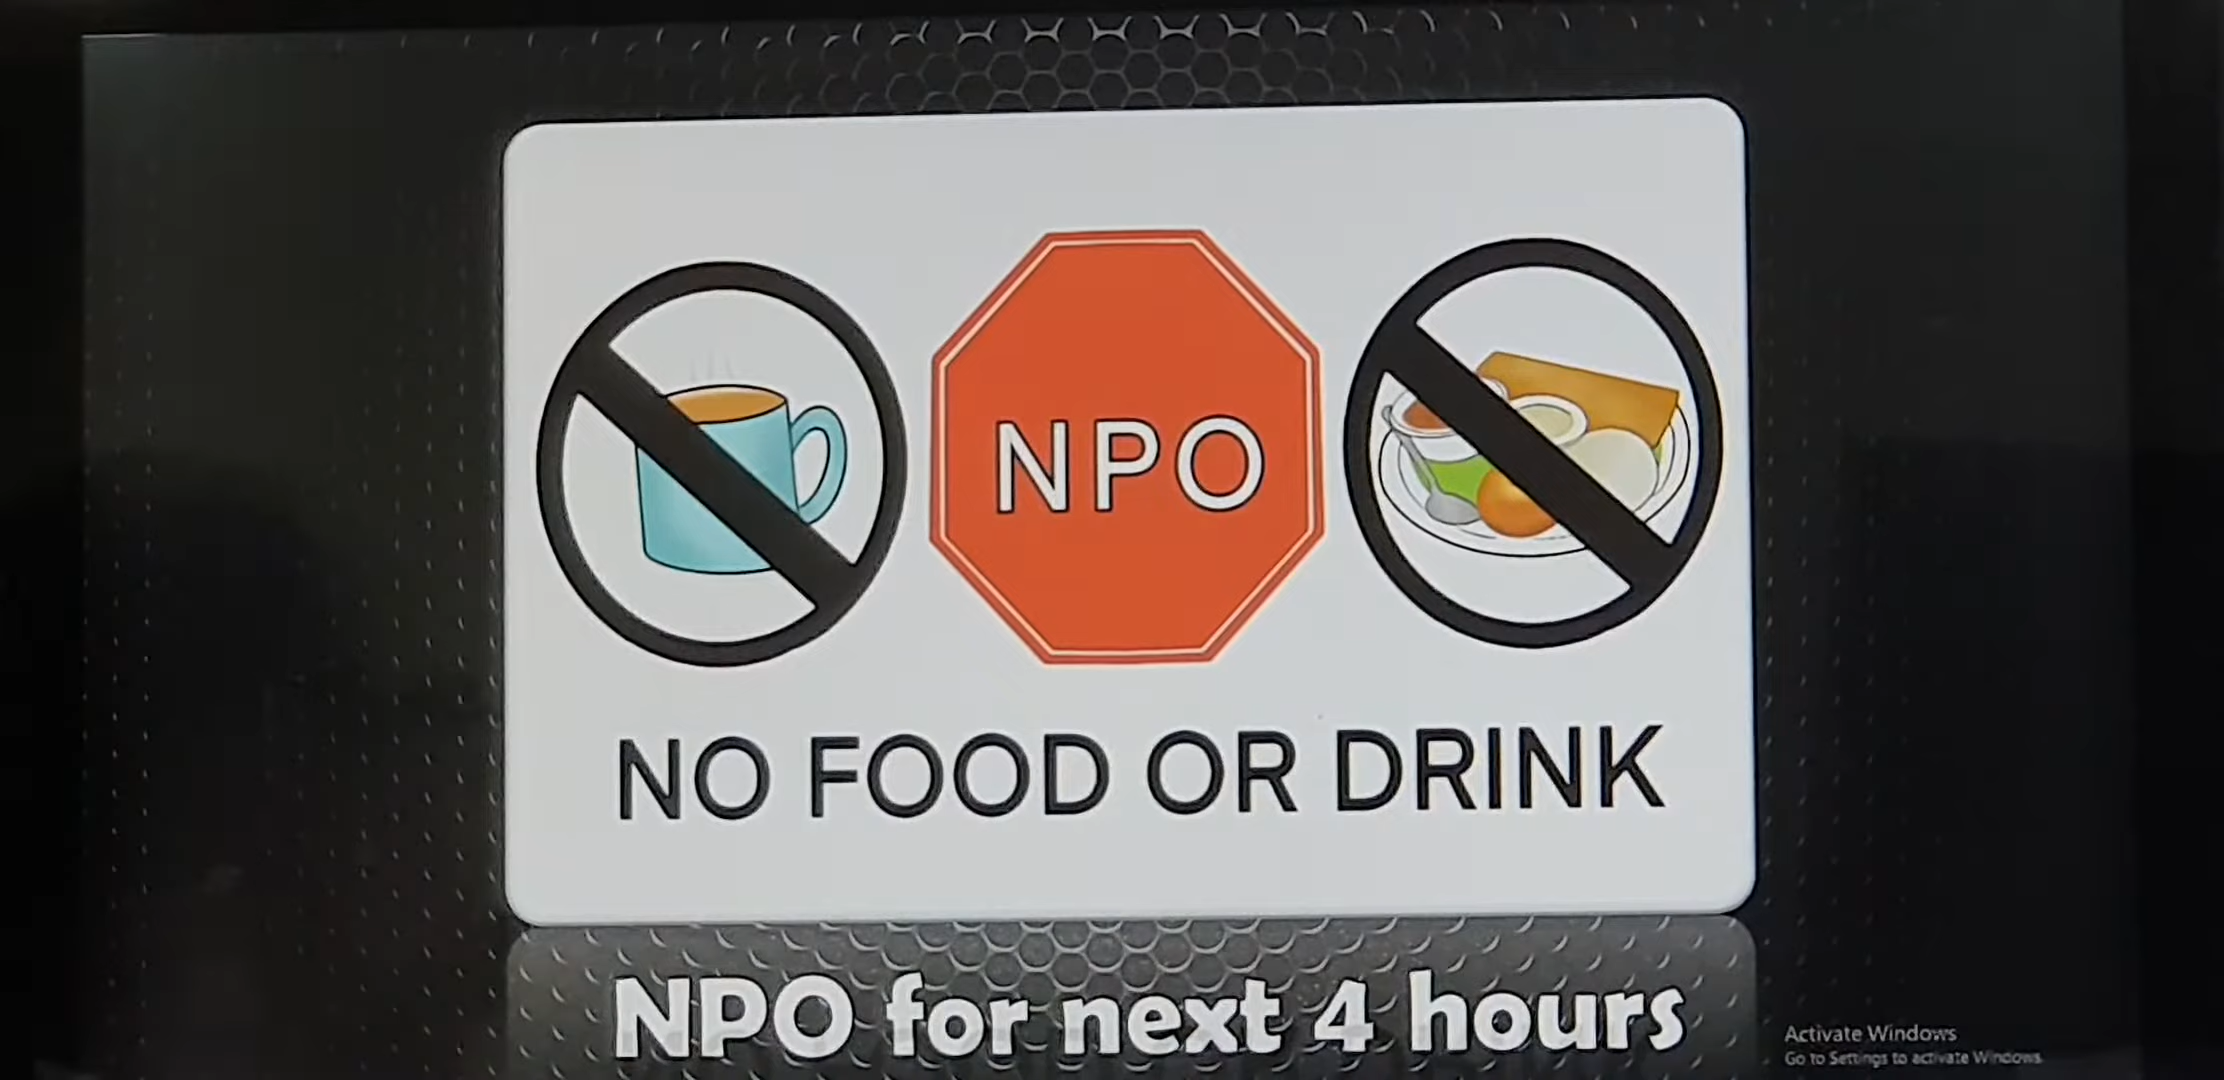 NPO
NO FOOD OR DRINK
NPO for next 4 hours
Activate Windows
Go to Settings to activate Windows.